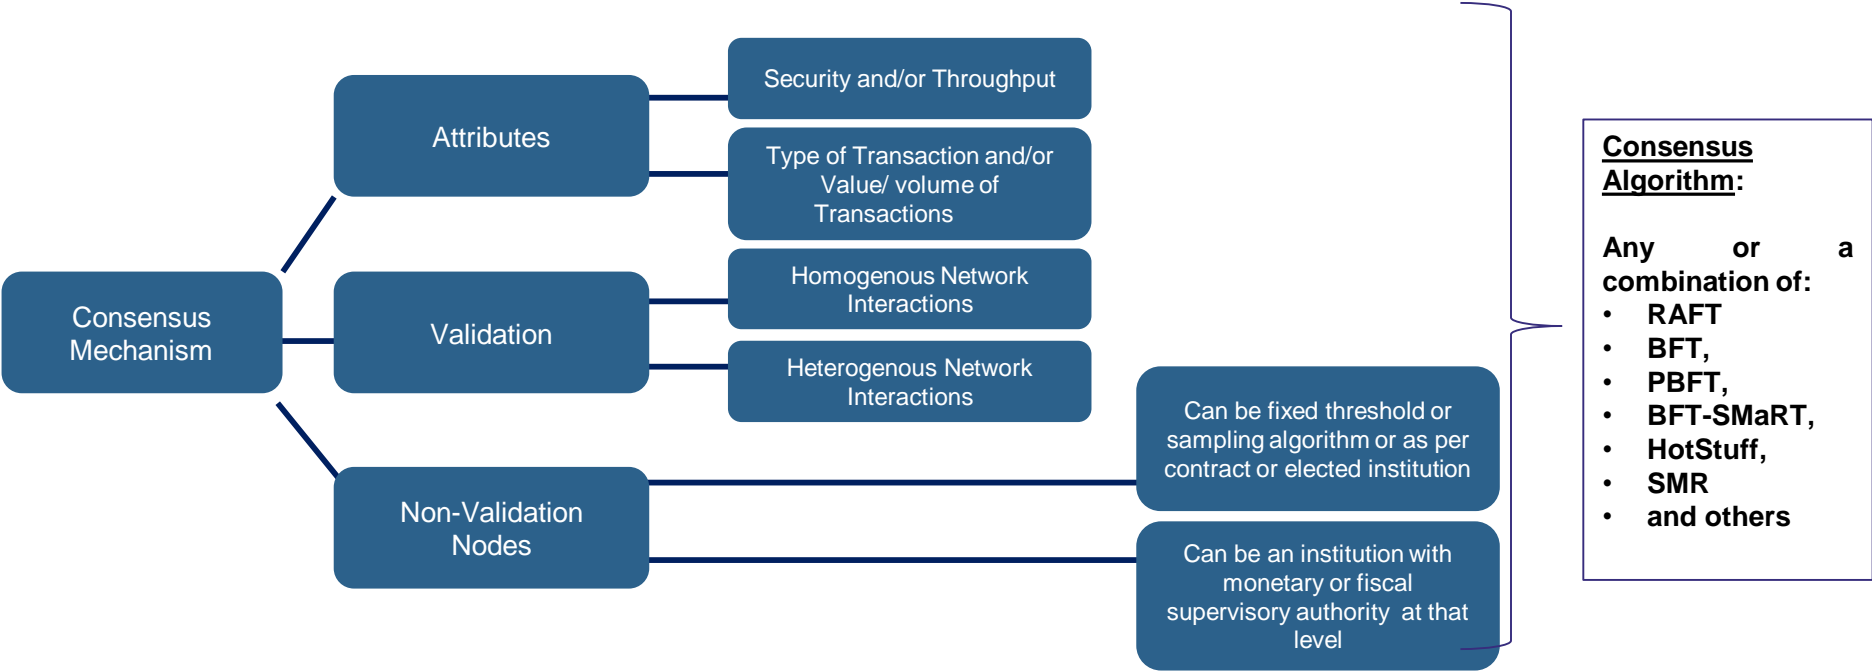 Consensus
Mechanism
Attributes
Security and/or Throughput
Type of Transaction and/or
Value/ volume of
Transactions
Validation
Homogenous Network
Interactions
Heterogenous Network
Interactions
Non-Validation
Nodes
Can be fixed threshold or
sampling algorithm or as per
contract or elected institution
Can be an institution with
monetary or fiscal
supervisory authority at that
level
Consensus
Algorithm:
Any or a
combination of:
• RAFT
• BFT,
• PBFT,
• BFT-SMaRT,
• HotStuff,
• SMR
• and others